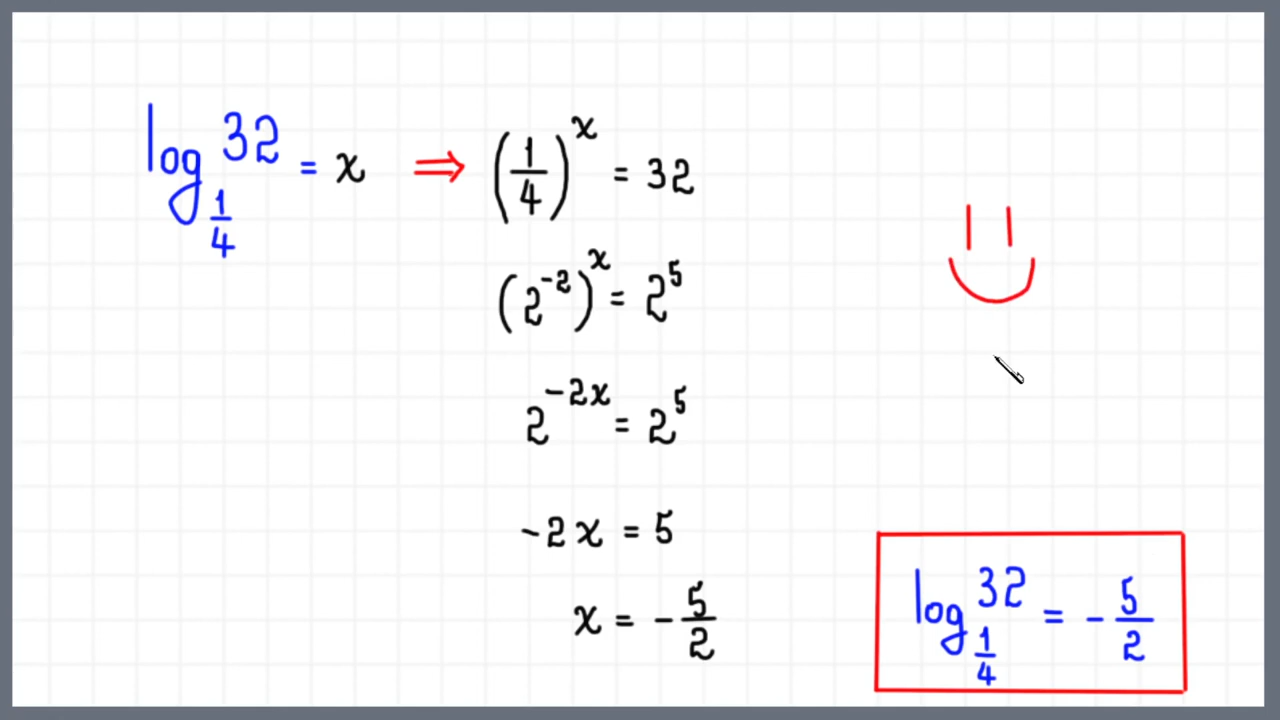 log_{1/4} 32 = x ⇒ (1/4)^x = 32
(2^{-2})^x = 2^5
2^{-2x} = 2^5
-2x = 5
x = -5/2
log_{1/4} 32 = -5/2